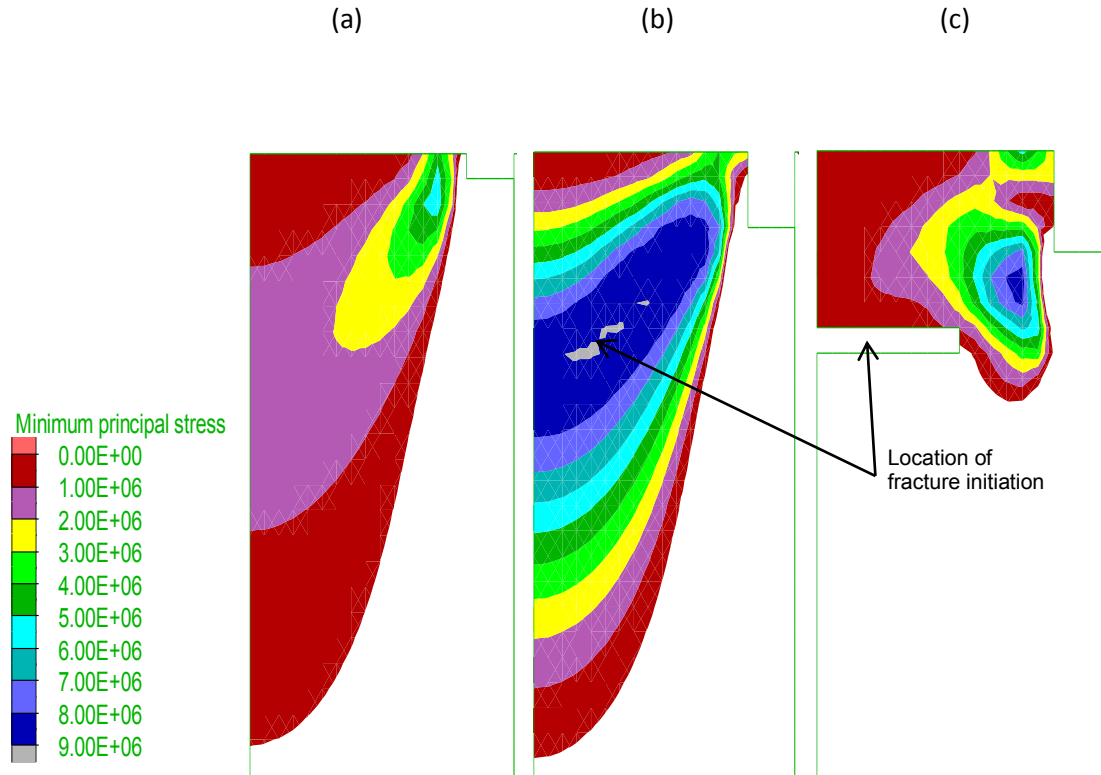 (a)
(b)
(c)
Minimum principal stress
0.00E+00
1.00E+06
2.00E+06
3.00E+06
4.00E+06
5.00E+06
6.00E+06
7.00E+06
8.00E+06
9.00E+06
Location of
fracture initiation